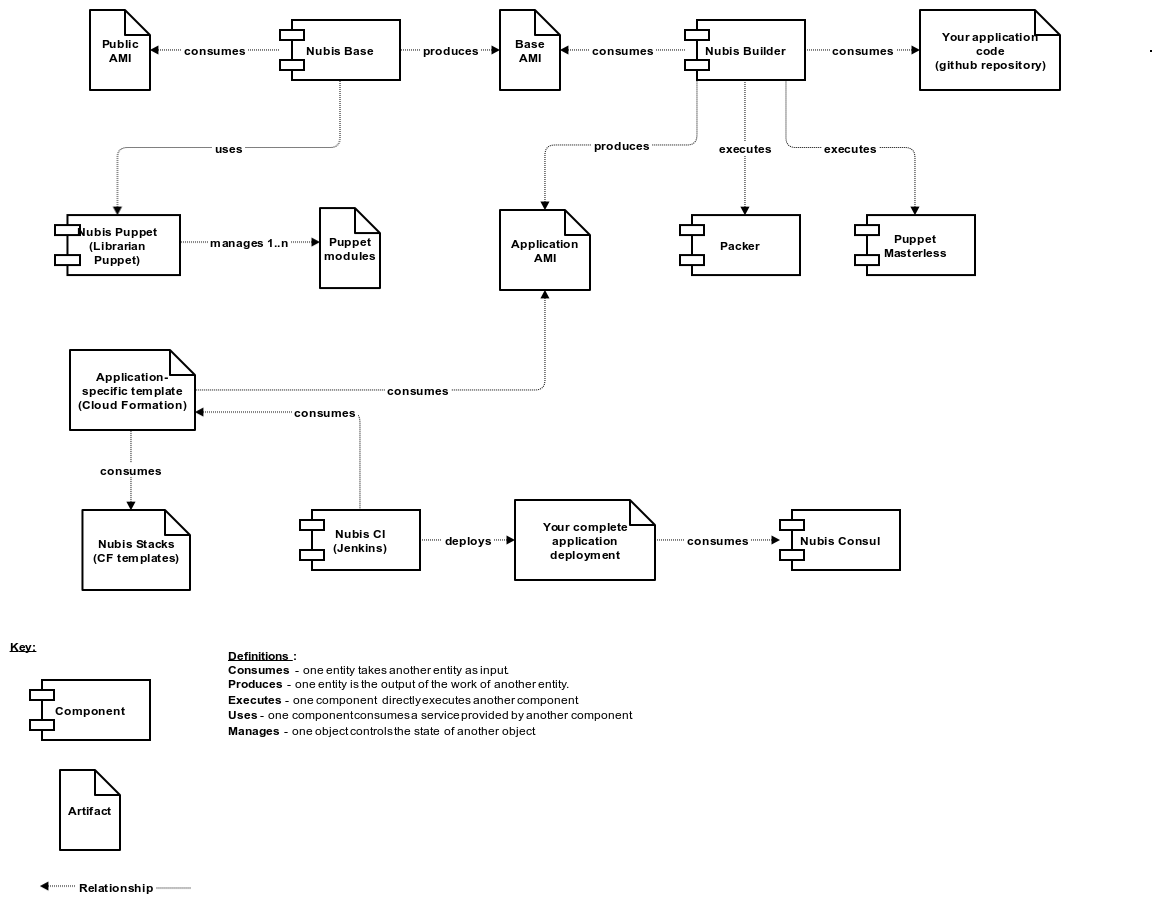 Public
AMI
consumes
Nubis Base
produces
Base
AMI
consumes
Nubis Builder
consumes
Your application
code
(github repository)
uses
produces
executes
executes
Nubis Puppet
(Librarian
Puppet)
manages 1..n
Puppet
modules
Application
AMI
Packer
Puppet
Masterless
Application-
specific template
(Cloud Formation)
consumes
consumes
consumes
Nubis Stacks
(CF templates)
Nubis CI
(Jenkins)
deploys
Your complete
application
deployment
consumes
Nubis Consul
Key:
Component
Artifact
Relationship
Definitions :
Consumes - one entity takes another entity as input.
Produces - one entity is the output of the work of another entity.
Executes - one component directly executes another component
Uses - one component consumes a service provided by another component
Manages - one object controls the state of another object